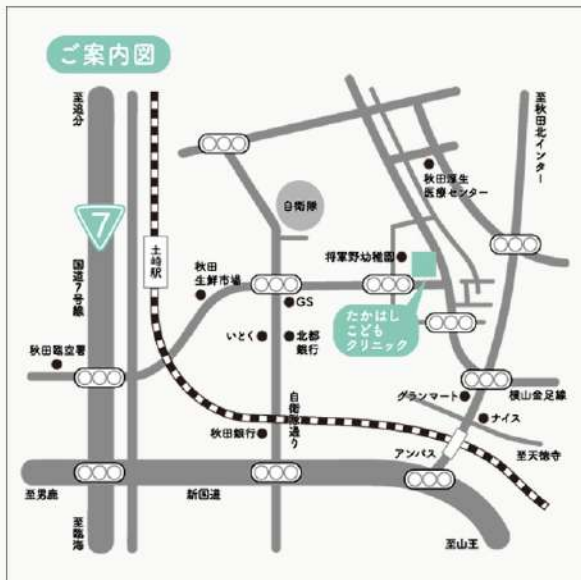 ご案内図
至追分
至秋田北インター
7
秋田厚生
医療センター
自衛隊
土崎駅
国道7号線
将軍野幼稚園
秋田
生鮮市場
GS
たかはし
こども
クリニック
いとく
北都
銀行
秋田臨空署
グランマート
横山金足線
ナイス
自衛隊通り
秋田銀行
アンパス
至天徳寺
至男鹿
新国道
至臨海
至山王